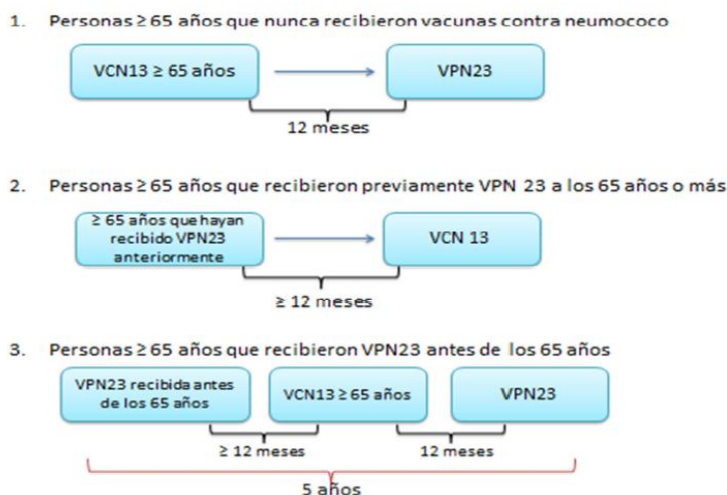 1. Personas ≥ 65 años que nunca recibieron vacunas contra neumococo
VCN13 ≥ 65 años
VPN23
12 meses
2. Personas ≥ 65 años que recibieron previamente VPN 23 a los 65 años o más
≥ 65 años que hayan
recibido VPN23
anteriormente
VCN 13
≥ 12 meses
3. Personas ≥ 65 años que recibieron VPN23 antes de los 65 años
VPN23 recibida antes
de los 65 años
VCN13 ≥ 65 años
VPN23
≥ 12 meses
12 meses
5 años